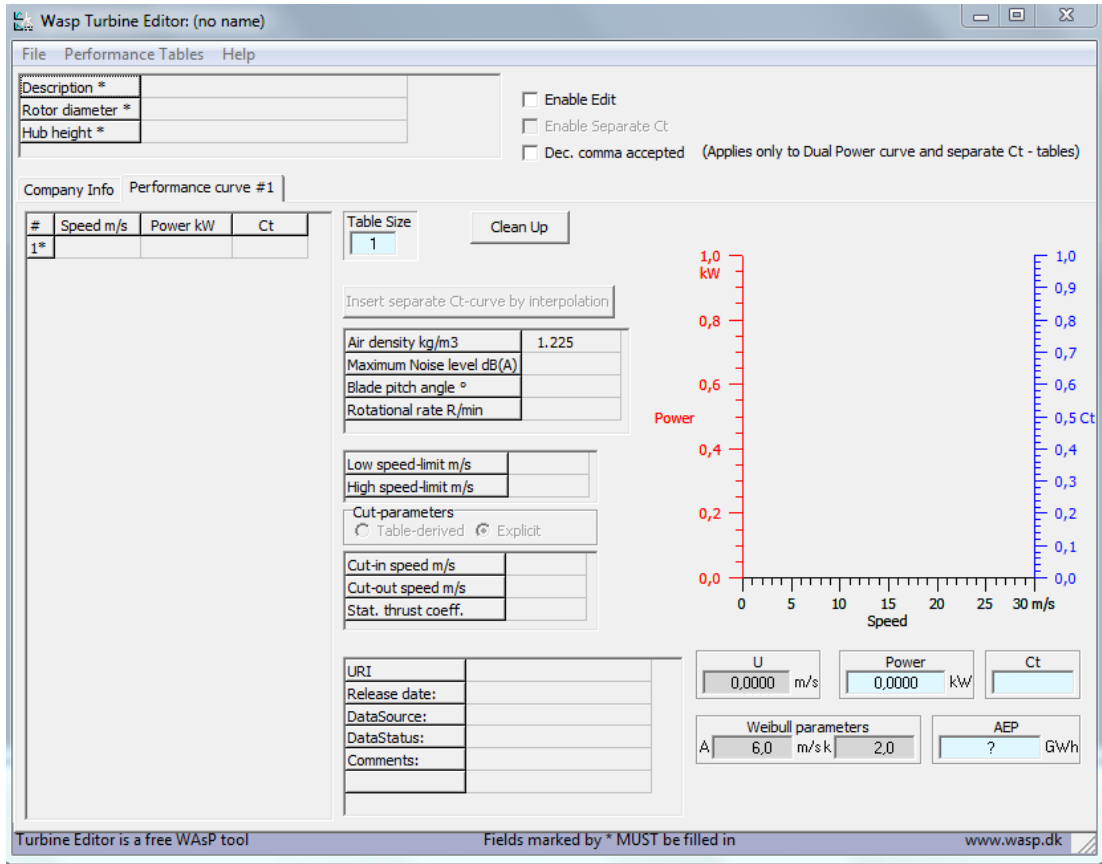 Wasp Turbine Editor: (no name)
File Performance Tables Help
Description *
Rotor diameter *
Hub height *
Enable Edit
Enable Separate Ct
Dec. comma accepted (Applies only to Dual Power curve and separate Ct - tables)
Company Info Performance curve #1
# Speed m/s Power kW Ct
1*
Table Size
1
Clean Up
Insert separate Ct-curve by interpolation
Air density kg/m3 1.225
Maximum Noise level dB(A)
Blade pitch angle °
Rotational rate R/min
Low speed-limit m/s
High speed-limit m/s
Cut-parameters
Table-derived Explicit
Cut-in speed m/s
Cut-out speed m/s
Stat. thrust coeff.
URI
Release date:
DataSource:
DataStatus:
Comments:
1,0
kW
0,8
0,6
Power
0,4
0,2
0,0
1,0
0,9
0,8
0,7
0,6
0,5 Ct
0,4
0,3
0,2
0,1
0,0
0 5 10 15 20 25 30 m/s
Speed
U
0,0000 m/s
Power
0,0000 kW
Ct
Weibull parameters
A 6,0 m/s k 2,0
AEP
? GWh
Turbine Editor is a free WAsP tool Fields marked by * MUST be filled in www.wasp.dk